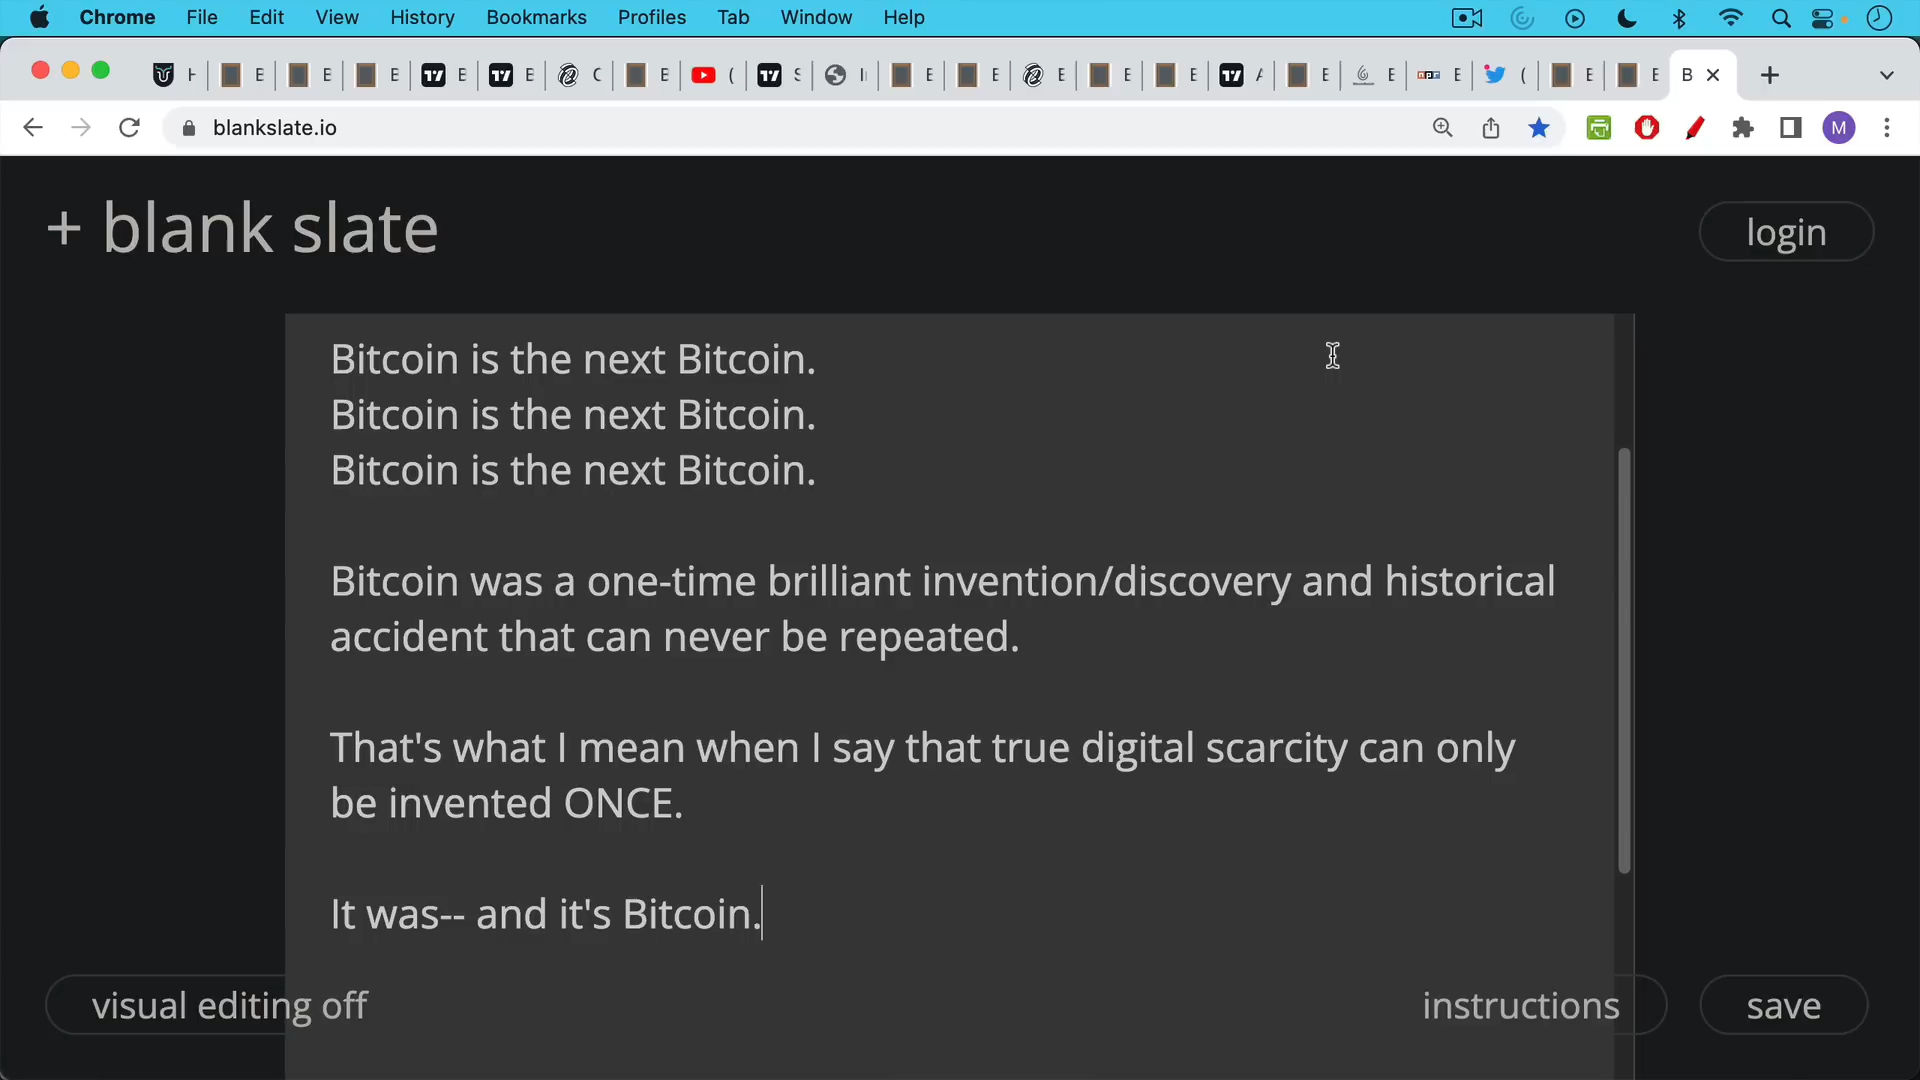 Chrome File Edit View History Bookmarks Profiles Tab Window Help
H E E E E E C E ( S I E E E E E A E E E ( E E B
blankslate.io
M
+ blank slate
login
Bitcoin is the next Bitcoin.
Bitcoin is the next Bitcoin.
Bitcoin is the next Bitcoin.
Bitcoin was a one-time brilliant invention/discovery and historical
accident that can never be repeated.
That's what I mean when I say that true digital scarcity can only
be invented ONCE.
It was-- and it's Bitcoin.
visual editing off
instructions
save